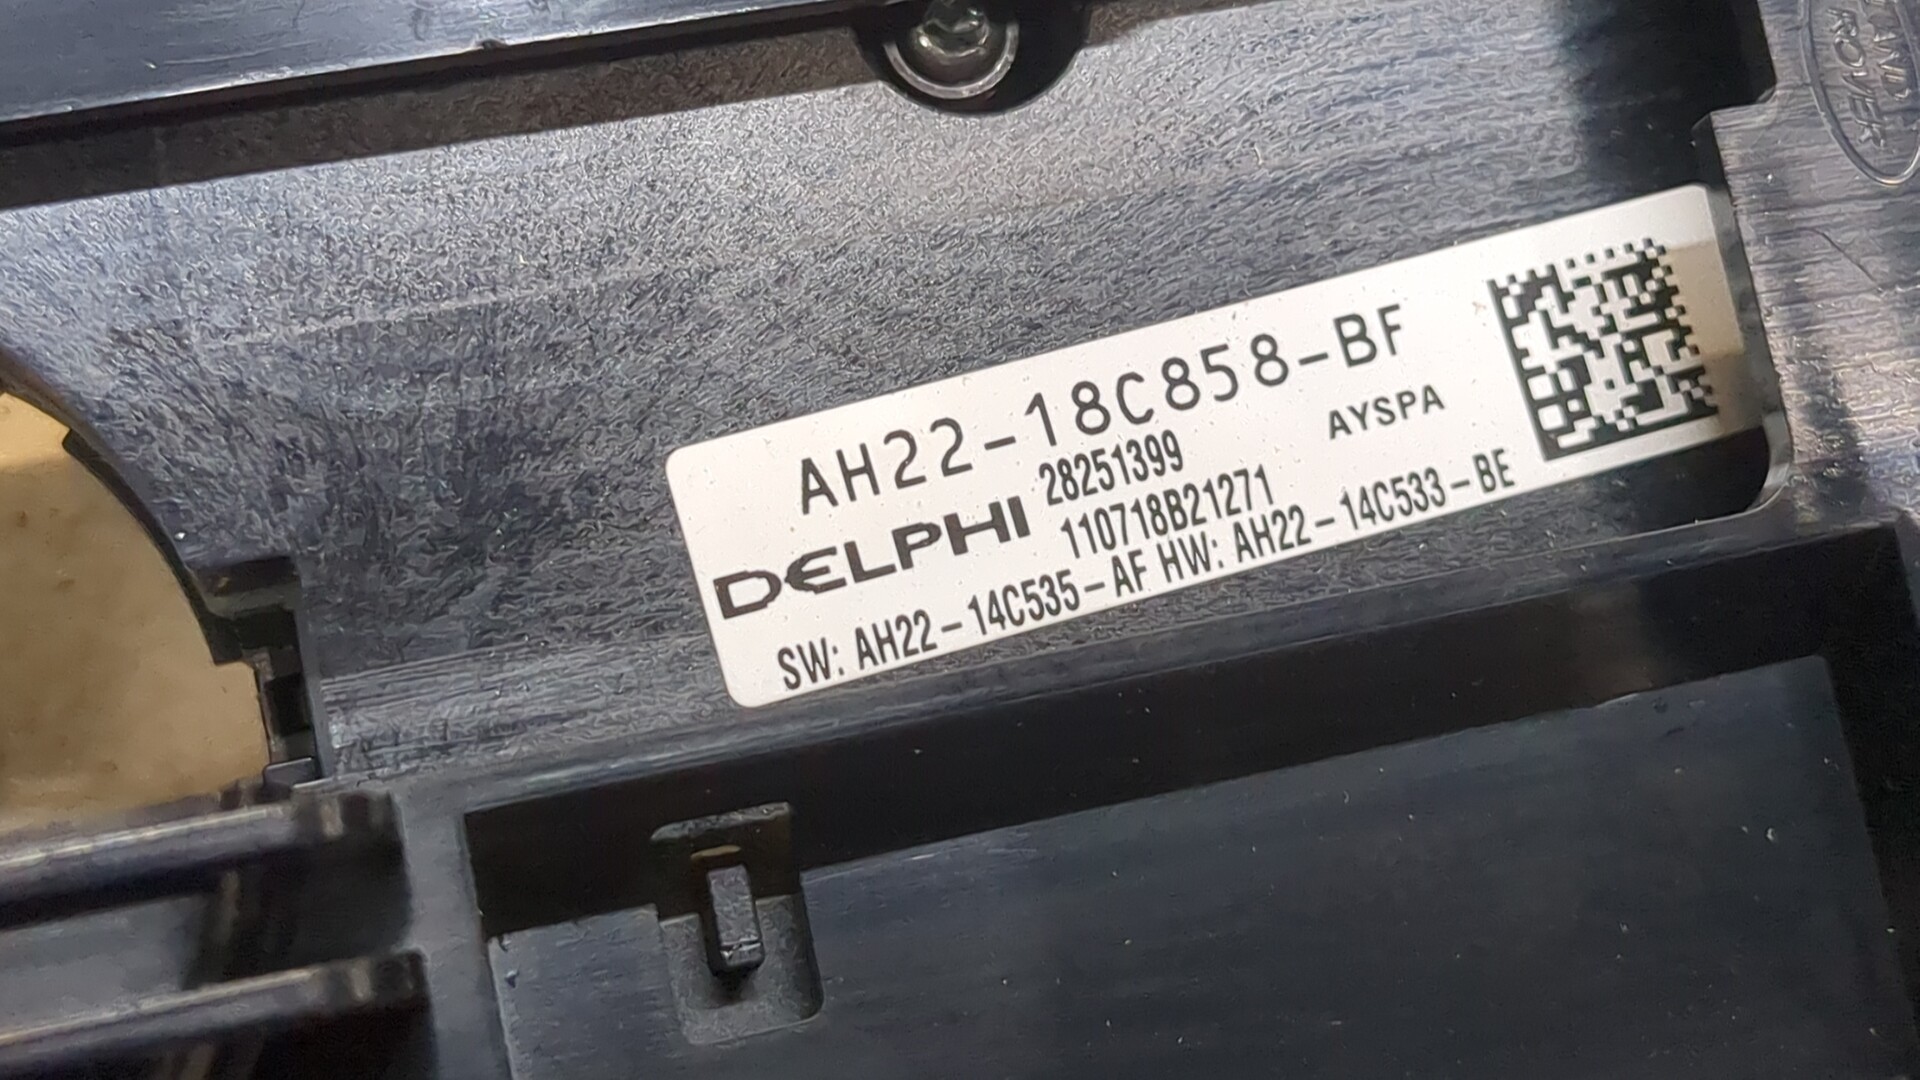 LAND
ROVER
AH22-18C858-BF
AYSPA
DELPHI 28251399
110718B21271
SW: AH22-14C535-AF HW: AH22-14C533-BE